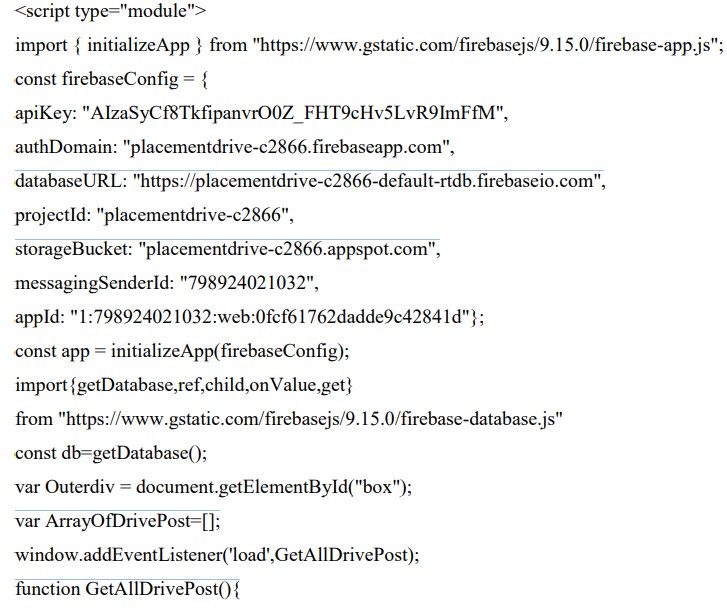 <script type="module">
import { initializeApp } from "https://www.gstatic.com/firebasejs/9.15.0/firebase-app.js";
const firebaseConfig = {
apiKey: "AIzaSyCf8TkfipanvrO0Z_FHT9cHv5LvR9ImFfM",
authDomain: "placementdrive-c2866.firebaseapp.com",
databaseURL: "https://placementdrive-c2866-default-rtdb.firebaseio.com",
projectId: "placementdrive-c2866",
storageBucket: "placementdrive-c2866.appspot.com",
messagingSenderId: "798924021032",
appId: "1:798924021032:web:0fcf61762dadde9c42841d"};
const app = initializeApp(firebaseConfig);
import{getDatabase,ref,child,onValue,get}
from "https://www.gstatic.com/firebasejs/9.15.0/firebase-database.js"
const db=getDatabase();
var Outerdiv = document.getElementById("box");
var ArrayOfDrivePost=[];
window.addEventListener('load',GetAllDrivePost);
function GetAllDrivePost(){